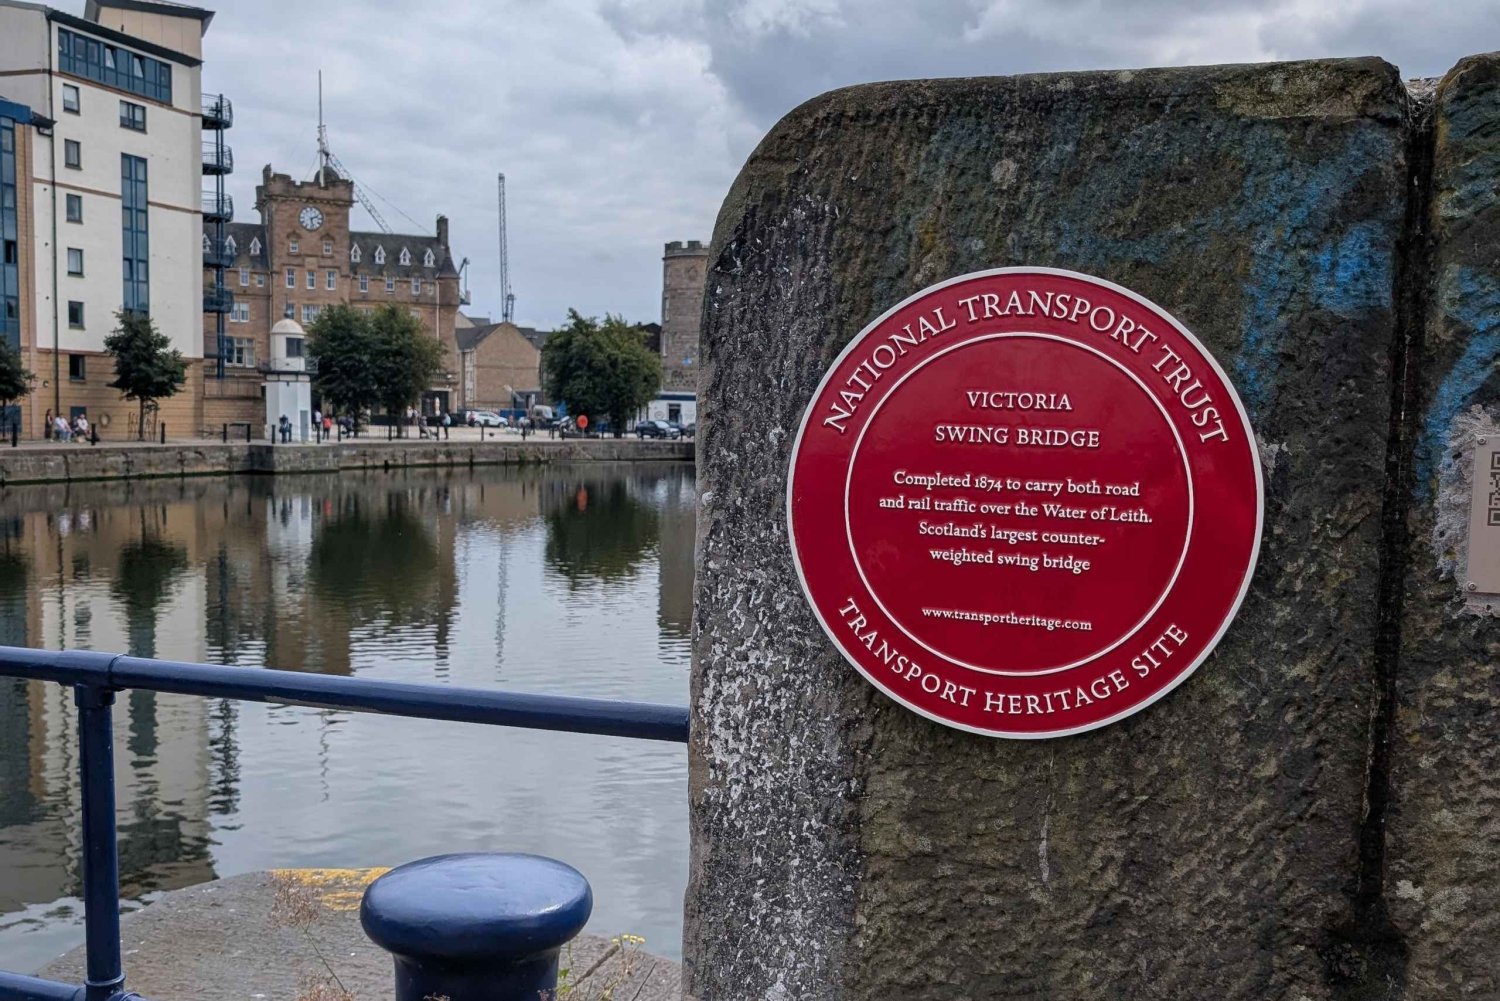 NATIONAL TRANSPORT TRUST
VICTORIA
SWING BRIDGE
Completed 1874 to carry both road
and rail traffic over the Water of Leith.
Scotland's largest counter-
weighted swing bridge
www.transportheritage.com
TRANSPORT HERITAGE SITE